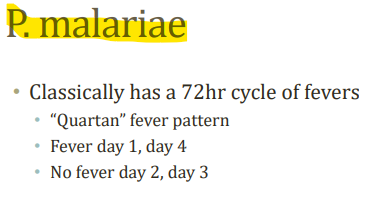 P. malariae
• Classically has a 72hr cycle of fevers
• “Quartan” fever pattern
• Fever day 1, day 4
• No fever day 2, day 3